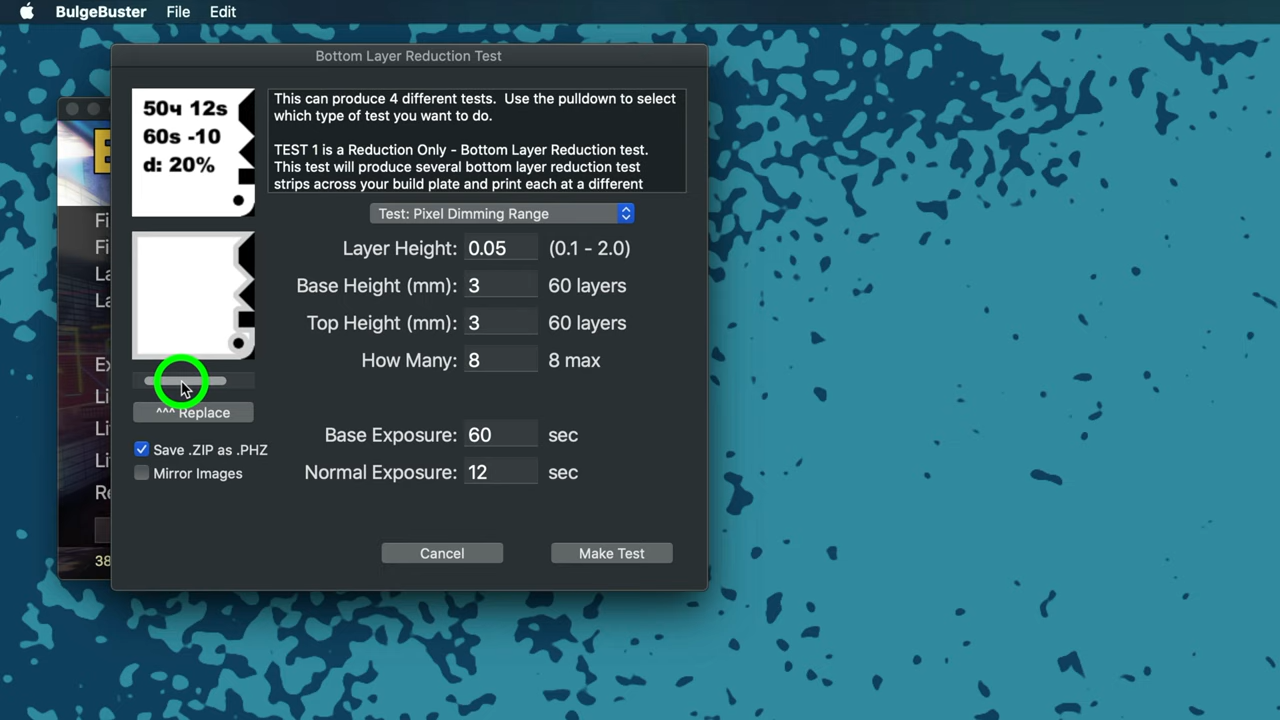 BulgeBuster File Edit
Bottom Layer Reduction Test
50ч 12s
60s -10
d: 20%
This can produce 4 different tests. Use the pulldown to select
which type of test you want to do.
TEST 1 is a Reduction Only - Bottom Layer Reduction test.
This test will produce several bottom layer reduction test
strips across your build plate and print each at a different
Test: Pixel Dimming Range
Layer Height: 0.05 (0.1 - 2.0)
Base Height (mm): 3 60 layers
Top Height (mm): 3 60 layers
How Many: 8 8 max
^^^ Replace
Base Exposure: 60 sec
Save .ZIP as .PHZ
Normal Exposure: 12 sec
Mirror Images
Cancel Make Test
38